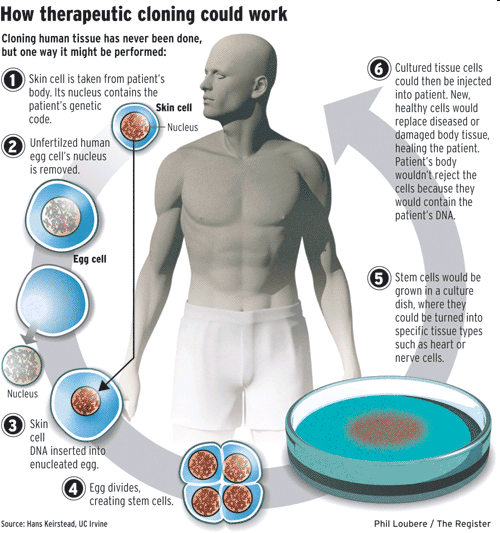 How therapeutic cloning could work
Cloning human tissue has never been done,
but one way it might be performed:
1
Skin cell is taken from patient's
body. Its nucleus contains the
patient's genetic
code.
Skin cell
Nucleus
2
Unfertilzed human
egg cell's nucleus
is removed.
Egg cell
Nucleus
3
Skin
cell
DNA inserted into
enucleated egg.
4
Egg divides,
creating stem cells.
5
Stem cells would be
grown in a culture
dish, where they
could be turned into
specific tissue types
such as heart or
nerve cells.
6
Cultured tissue cells
could then be injected
into patient. New,
healthy cells would
replace diseased or
damaged body tissue,
healing the patient.
Patient's body
wouldn't reject the
cells because they
would contain the
patient's DNA.
Source: Hans Keirstead, UC Irvine
Phil Loubere / The Register